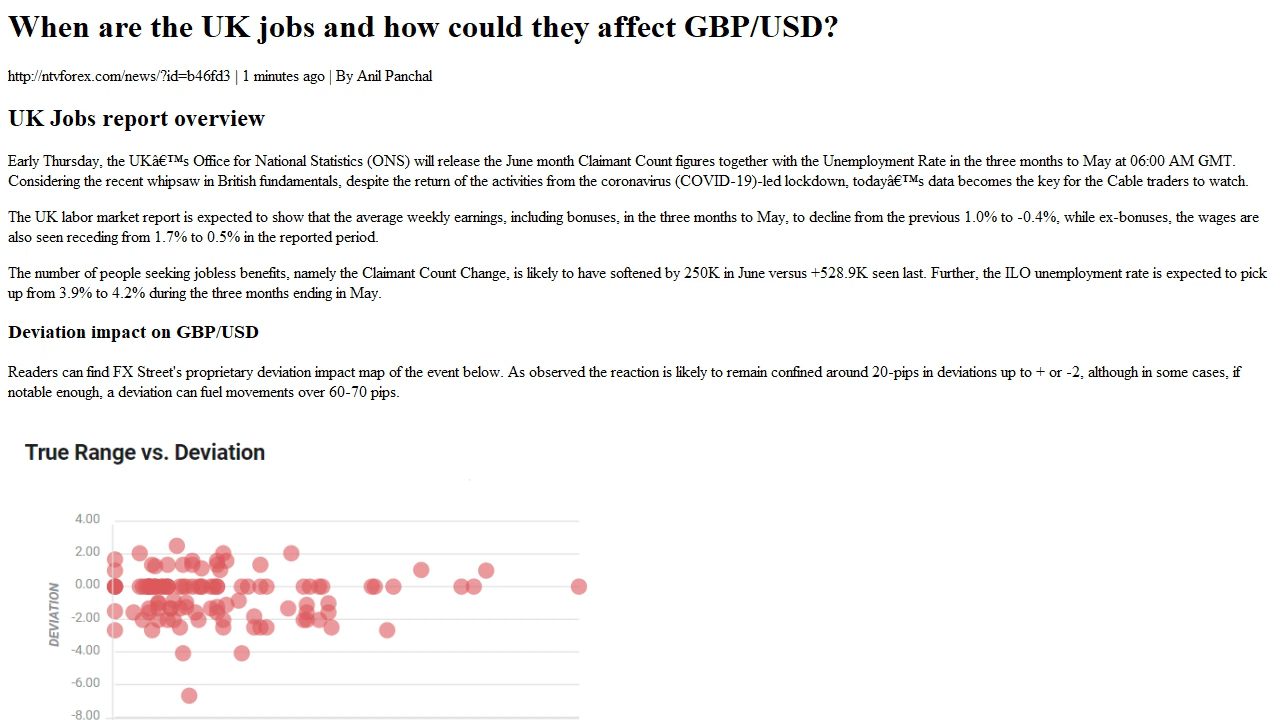 When are the UK jobs and how could they affect GBP/USD?
http://ntvforex.com/news/?id=b46fd3 | 1 minutes ago | By Anil Panchal
UK Jobs report overview
Early Thursday, the UKâ€™s Office for National Statistics (ONS) will release the June month Claimant Count figures together with the Unemployment Rate in the three months to May at 06:00 AM GMT.
Considering the recent whipsaw in British fundamentals, despite the return of the activities from the coronavirus (COVID-19)-led lockdown, todayâ€™s data becomes the key for the Cable traders to watch.
The UK labor market report is expected to show that the average weekly earnings, including bonuses, in the three months to May, to decline from the previous 1.0% to -0.4%, while ex-bonuses, the wages are
also seen receding from 1.7% to 0.5% in the reported period.
The number of people seeking jobless benefits, namely the Claimant Count Change, is likely to have softened by 250K in June versus +528.9K seen last. Further, the ILO unemployment rate is expected to pick
up from 3.9% to 4.2% during the three months ending in May.
Deviation impact on GBP/USD
Readers can find FX Street's proprietary deviation impact map of the event below. As observed the reaction is likely to remain confined around 20-pips in deviations up to + or -2, although in some cases, if
notable enough, a deviation can fuel movements over 60-70 pips.
True Range vs. Deviation
4.00
2.00
0.00
-2.00
-4.00
-6.00
-8.00
DEVIATION